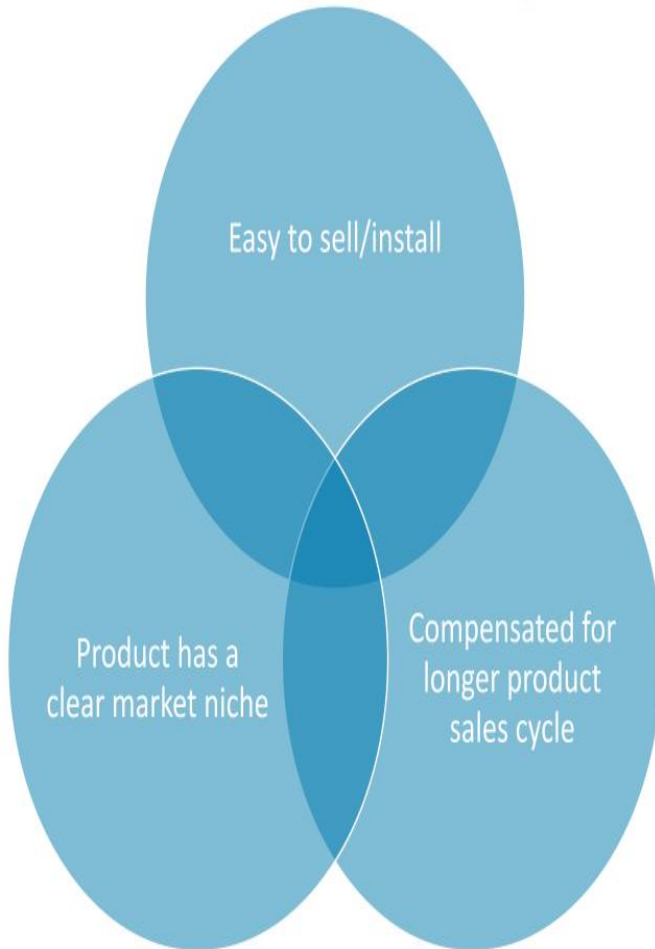 Easy to sell/install
Product has a
clear market niche
Compensated for
longer product
sales cycle